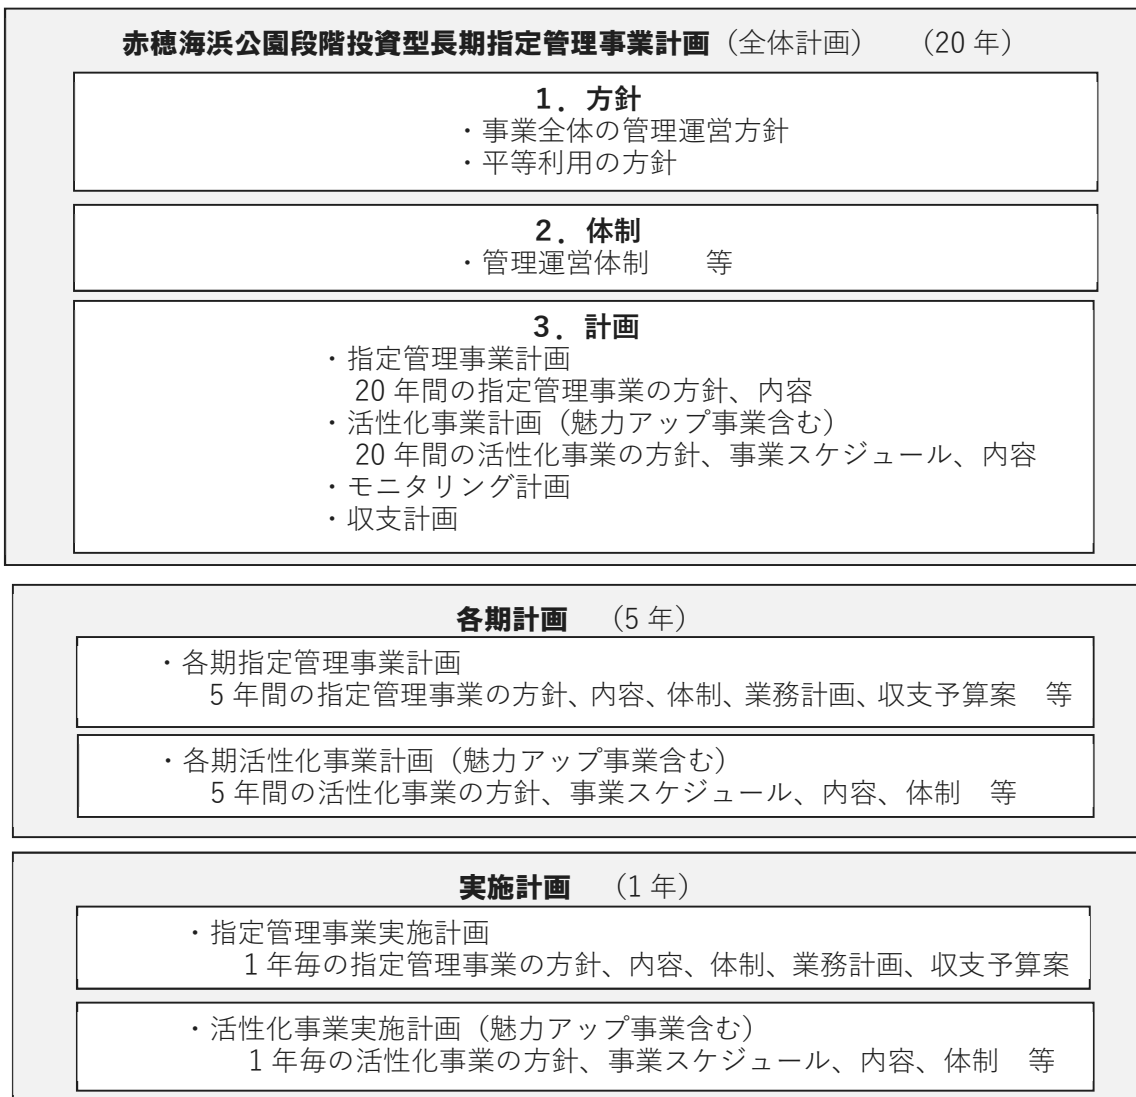 赤穂海浜公園段階投資型長期指定管理事業計画（全体計画）　（20 年）
１．方針
・事業全体の管理運営方針
・平等利用の方針
２．体制
・管理運営体制　　等
３．計画
・指定管理事業計画
20 年間の指定管理事業の方針、内容
・活性化事業計画（魅力アップ事業含む）
20 年間の活性化事業の方針、事業スケジュール、内容
・モニタリング計画
・収支計画
各期計画　（5 年）
・各期指定管理事業計画
5 年間の指定管理事業の方針、内容、体制、業務計画、収支予算案　等
・各期活性化事業計画（魅力アップ事業含む）
5 年間の活性化事業の方針、事業スケジュール、内容、体制　等
実施計画　（1 年）
・指定管理事業実施計画
1 年毎の指定管理事業の方針、内容、体制、業務計画、収支予算案
・活性化事業実施計画（魅力アップ事業含む）
1 年毎の活性化事業の方針、事業スケジュール、内容、体制　等